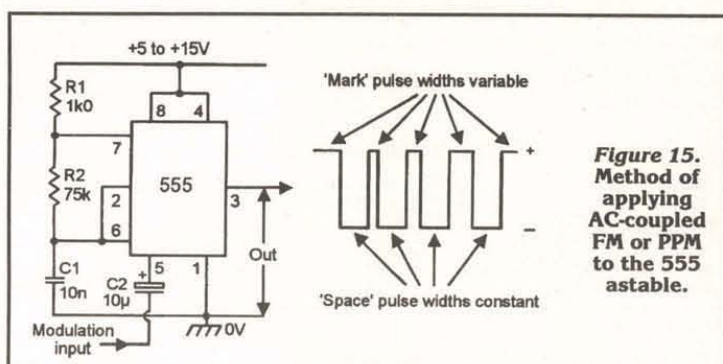 +5 to +15V
R1
1k0
8
4
7
R2
75k
555
2
3
6
C1
10n
C2
10µ
+
5
1
Out
Modulation
input
0V
'Mark' pulse widths variable
+
–
'Space' pulse widths constant
Figure 15.
Method of
applying
AC-coupled
FM or PPM
to the 555
astable.